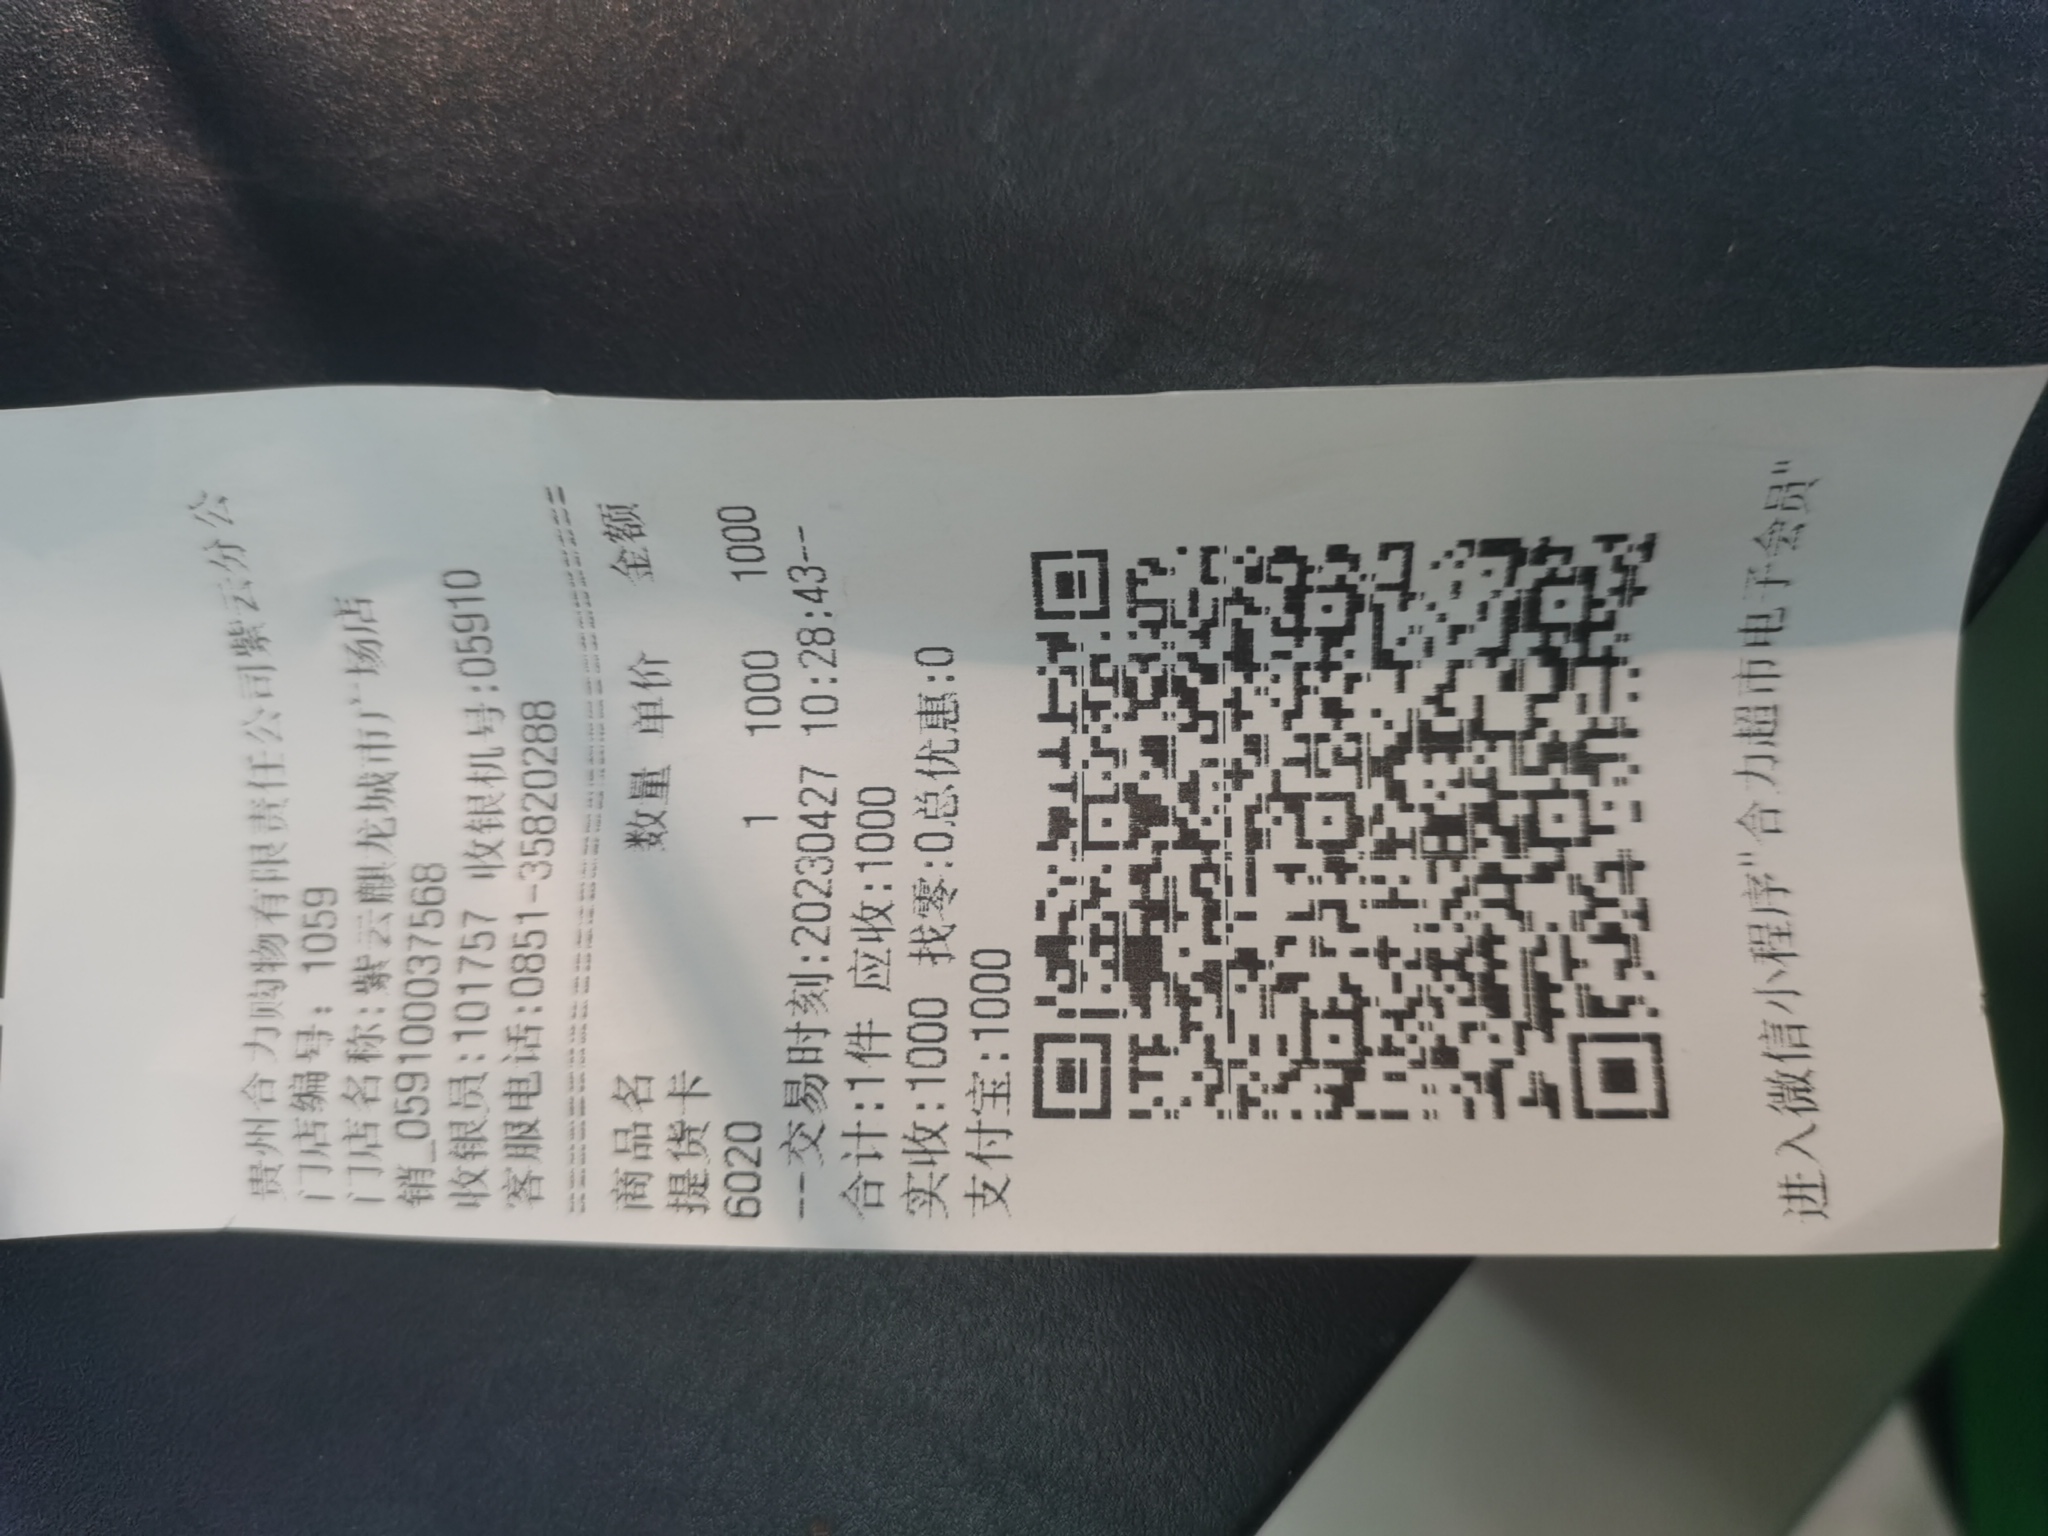 贵州合力购物有限责任公司紫云分公
门店编号: 1059
门店名称:紫云麒龙城市广场店
销_0591000037568
收银员:101757 收银机号:05910
客服电话:0851-35820288
==============================
商品名 数量 单价 金额
提货卡
6020 1 1000 1000
--交易时刻:20230427 10:28:43--
合计:1件 应收:1000
实收:1000 找零:0总优惠:0
支付宝:1000
进入微信小程序"合力超市电子会员"